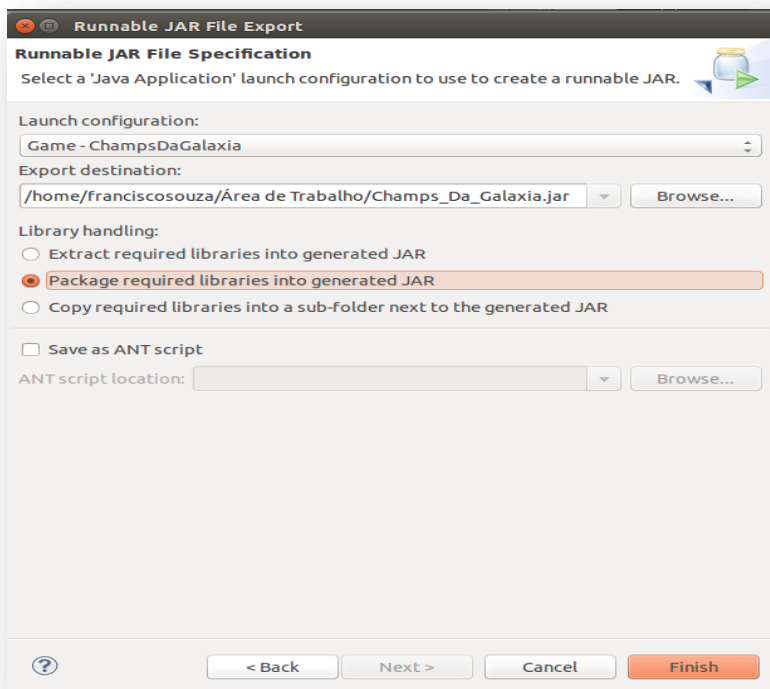 Runnable JAR File Export
Runnable JAR File Specification
Select a 'Java Application' launch configuration to use to create a runnable JAR.
Launch configuration:
Game - ChampsDaGalaxia
Export destination:
/home/franciscosouza/Área de Trabalho/Champs_Da_Galaxia.jar
Browse...
Library handling:
Extract required libraries into generated JAR
Package required libraries into generated JAR
Copy required libraries into a sub-folder next to the generated JAR
Save as ANT script
ANT script location:
Browse...
?
< Back
Next >
Cancel
Finish